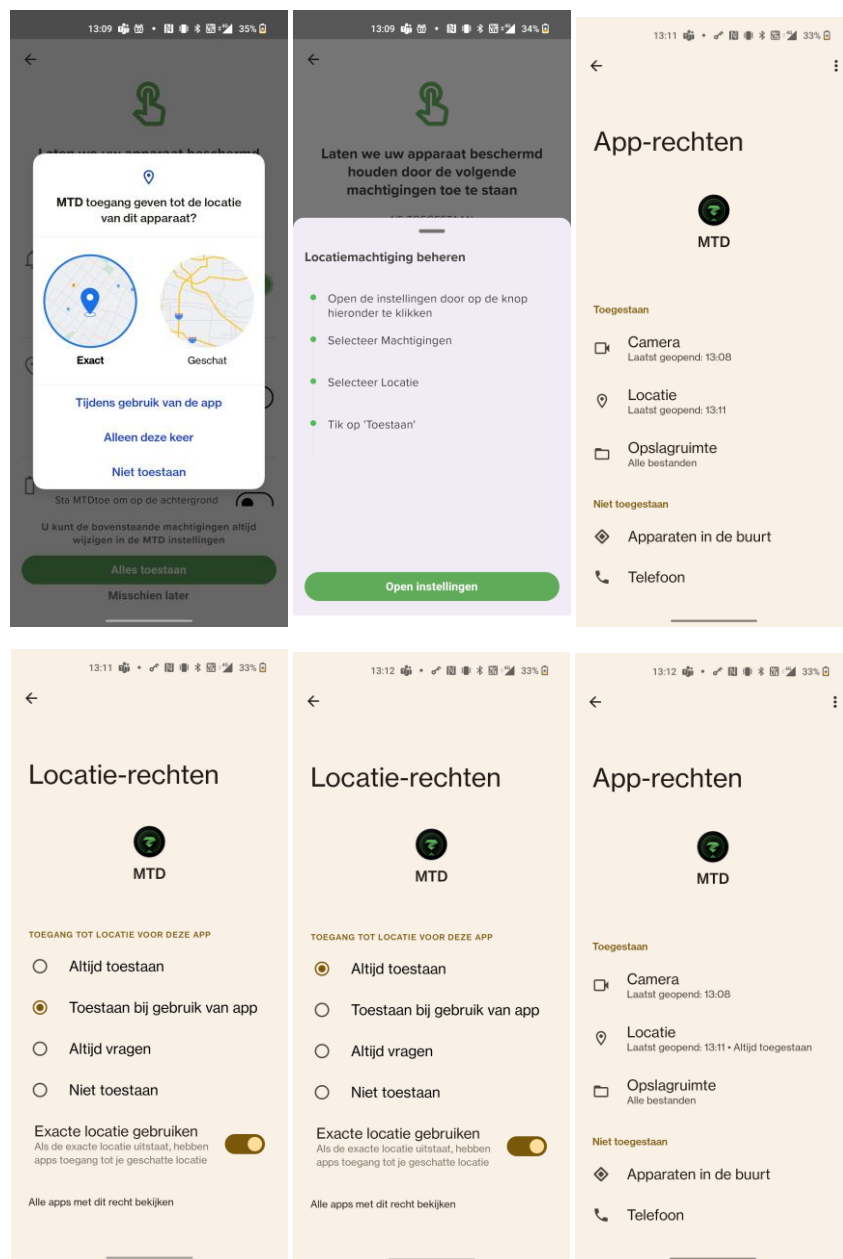 13:09
35%
Laten we uw apparaat beschermd
MTD toegang geven tot de locatie
van dit apparaat?
Exact
Geschat
Tijdens gebruik van de app
Alleen deze keer
Niet toestaan
Sta MTDtoe om op de achtergrond
U kunt de bovenstaande machtigingen altijd
wijzigen in de MTD instellingen
Alles toestaan
Misschien later
13:09
34%
Laten we uw apparaat beschermd
houden door de volgende
machtigingen toe te staan
Locatiemachtiging beheren
Open de instellingen door op de knop
hieronder te klikken
Selecteer Machtigingen
Selecteer Locatie
Tik op 'Toestaan'
Open instellingen
13:11
33%
App-rechten
MTD
Toegestaan
Camera
Laatst geopend: 13:08
Locatie
Laatst geopend: 13:11
Opslagruimte
Alle bestanden
Niet toegestaan
Apparaten in de buurt
Telefoon
13:11
33%
Locatie-rechten
MTD
TOEGANG TOT LOCATIE VOOR DEZE APP
Altijd toestaan
Toestaan bij gebruik van app
Altijd vragen
Niet toestaan
Exacte locatie gebruiken
Als de exacte locatie uitstaat, hebben
apps toegang tot je geschatte locatie
Alle apps met dit recht bekijken
13:12
33%
Locatie-rechten
MTD
TOEGANG TOT LOCATIE VOOR DEZE APP
Altijd toestaan
Toestaan bij gebruik van app
Altijd vragen
Niet toestaan
Exacte locatie gebruiken
Als de exacte locatie uitstaat, hebben
apps toegang tot je geschatte locatie
Alle apps met dit recht bekijken
13:12
33%
App-rechten
MTD
Toegestaan
Camera
Laatst geopend: 13:08
Locatie
Laatst geopend: 13:11 • Altijd toegestaan
Opslagruimte
Alle bestanden
Niet toegestaan
Apparaten in de buurt
Telefoon